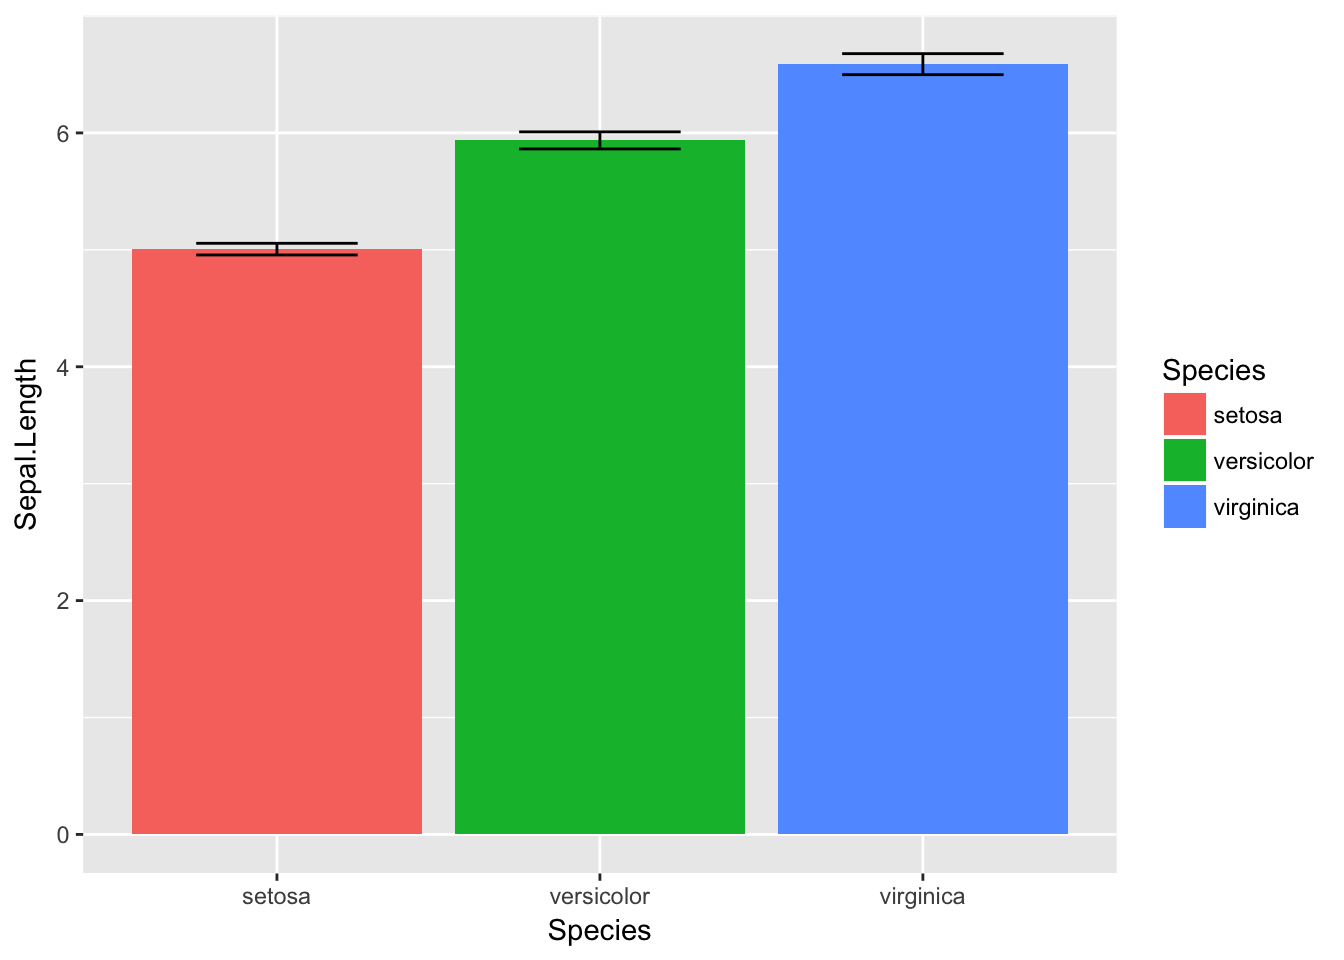 6
4
2
0
Sepal.Length
setosa
versicolor
virginica
Species
Species
setosa
versicolor
virginica